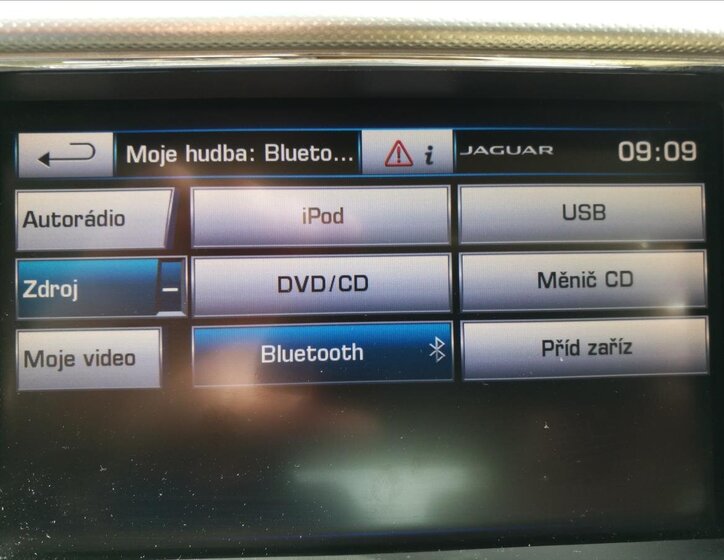 Moje hudba: Blueto...
i
JAGUAR
09:09
Autorádio
iPod
USB
Zdroj
DVD/CD
Měnič CD
Moje video
Bluetooth
Příd zaříz